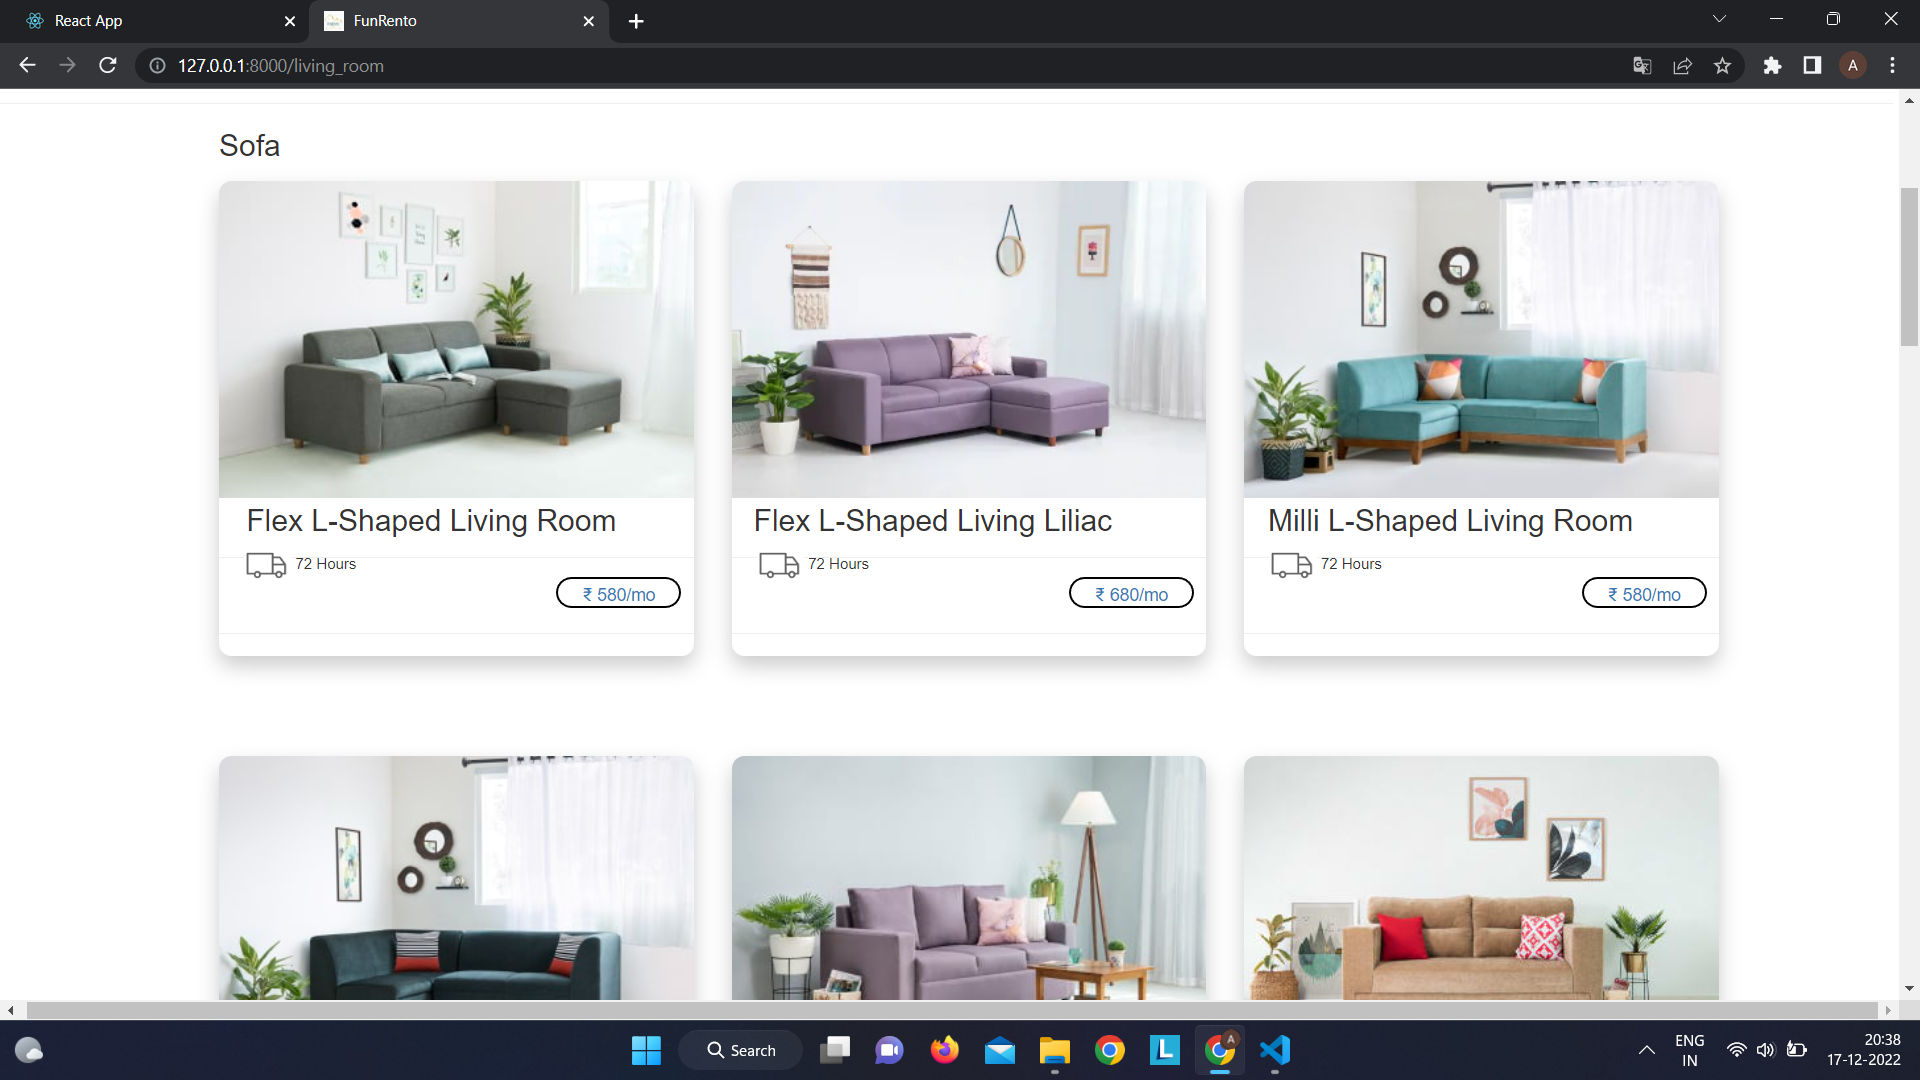 React App
FunRento
127.0.0.1:8000/living_room
A
Sofa
Flex L-Shaped Living Room
72 Hours
₹ 580/mo
Flex L-Shaped Living Liliac
72 Hours
₹ 680/mo
Milli L-Shaped Living Room
72 Hours
₹ 580/mo
Search
L
A
ENG
IN
20:38
17-12-2022